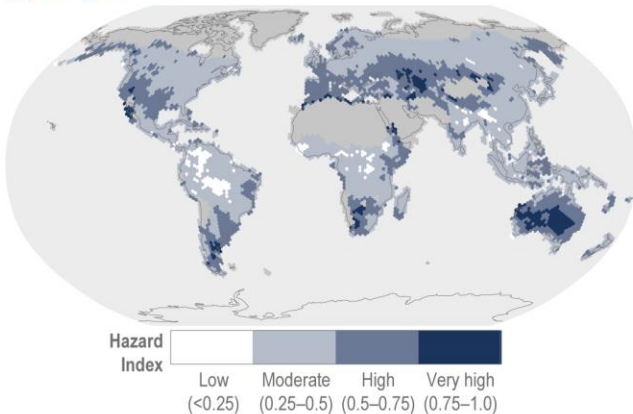 Hazard
Index
Low
(<0.25)
Moderate
(0.25–0.5)
High
(0.5–0.75)
Very high
(0.75–1.0)